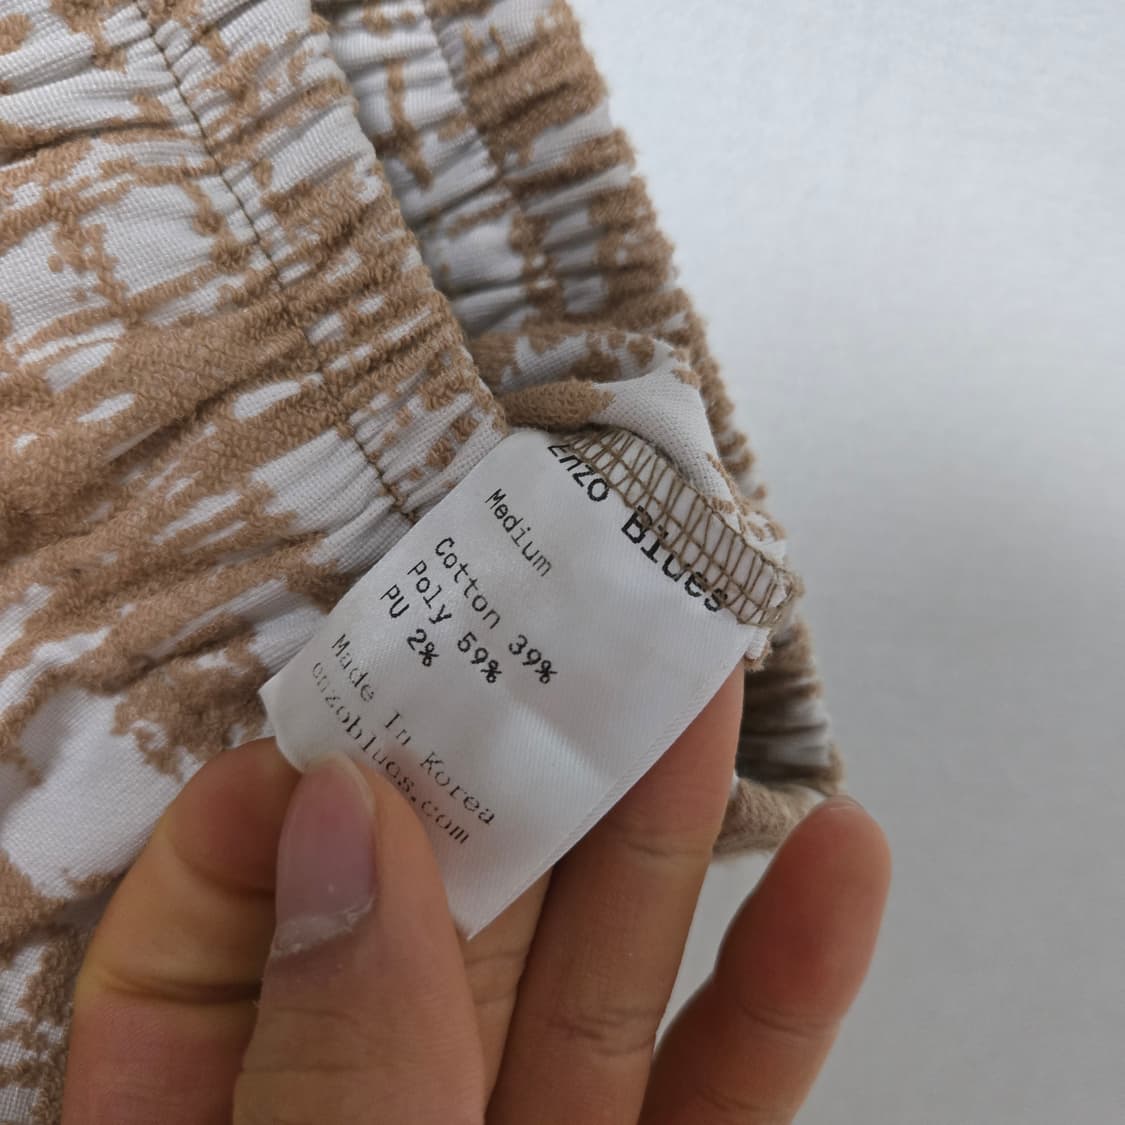 Enzo Blues
Medium
Cotton 39%
Poly 59%
PU 2%
Made In Korea
enzoblues.com